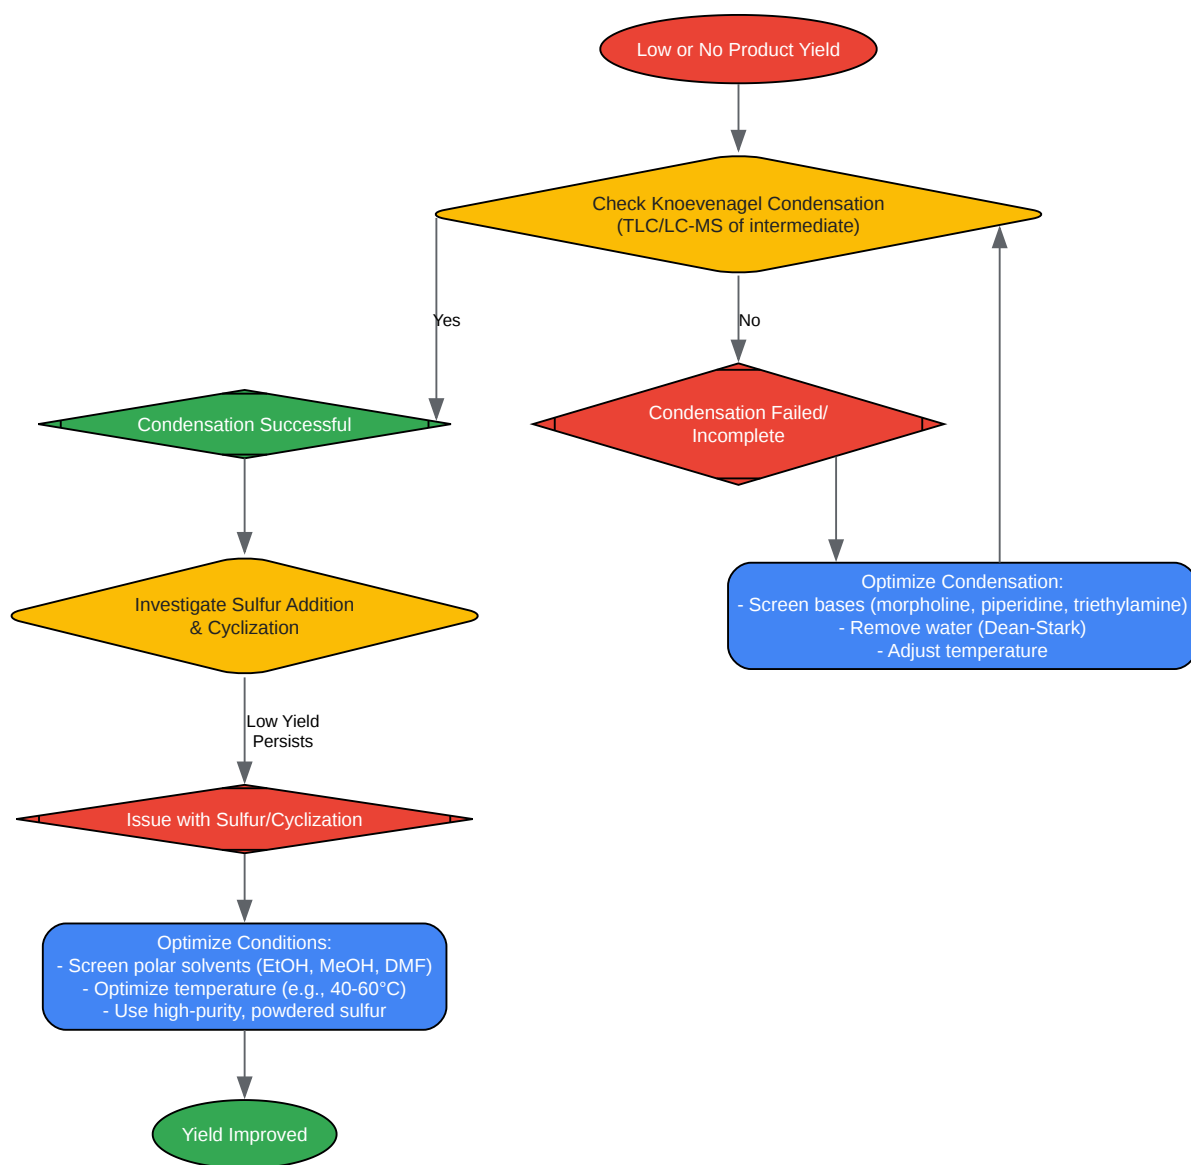 Low or No Product Yield
Check Knoevenagel Condensation
(TLC/LC-MS of intermediate)
Yes
No
Condensation Successful
Condensation Failed/
Incomplete
Investigate Sulfur Addition
& Cyclization
Optimize Condensation:
- Screen bases (morpholine, piperidine, triethylamine)
- Remove water (Dean-Stark)
- Adjust temperature
Low Yield
Persists
Issue with Sulfur/Cyclization
Optimize Conditions:
- Screen polar solvents (EtOH, MeOH, DMF)
- Optimize temperature (e.g., 40-60°C)
- Use high-purity, powdered sulfur
Yield Improved